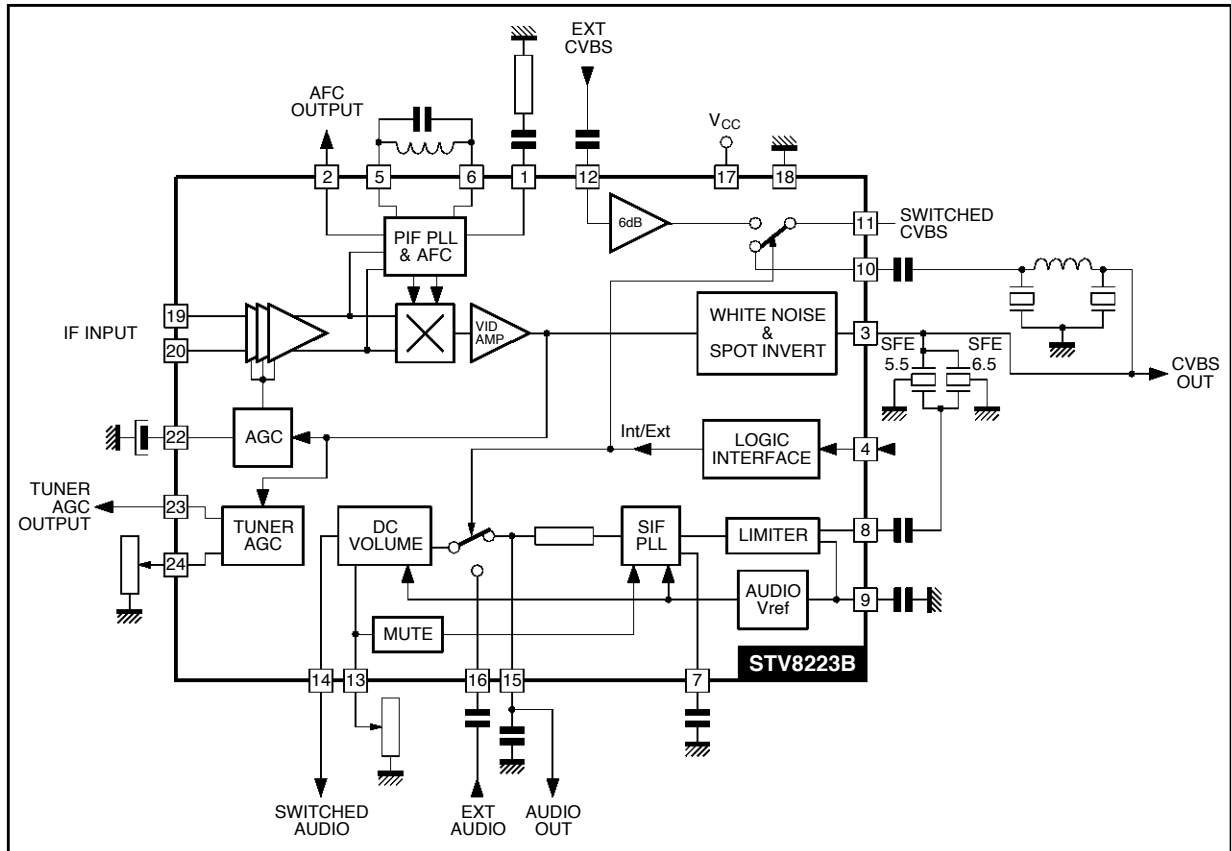 EXT
CVBS
AFC
OUTPUT
VCC
2
5
6
1
12
17
18
6dB
11
SWITCHED
CVBS
PIF PLL
& AFC
10
19
IF INPUT
20
VID
AMP
WHITE NOISE
&
SPOT INVERT
3
SFE
5.5
SFE
6.5
CVBS
OUT
22
AGC
Int/Ext
LOGIC
INTERFACE
4
TUNER
AGC
OUTPUT
23
TUNER
AGC
DC
VOLUME
SIF
PLL
LIMITER
8
24
AUDIO
Vref
9
MUTE
STV8223B
14
13
16
15
7
SWITCHED
AUDIO
EXT
AUDIO
AUDIO
OUT